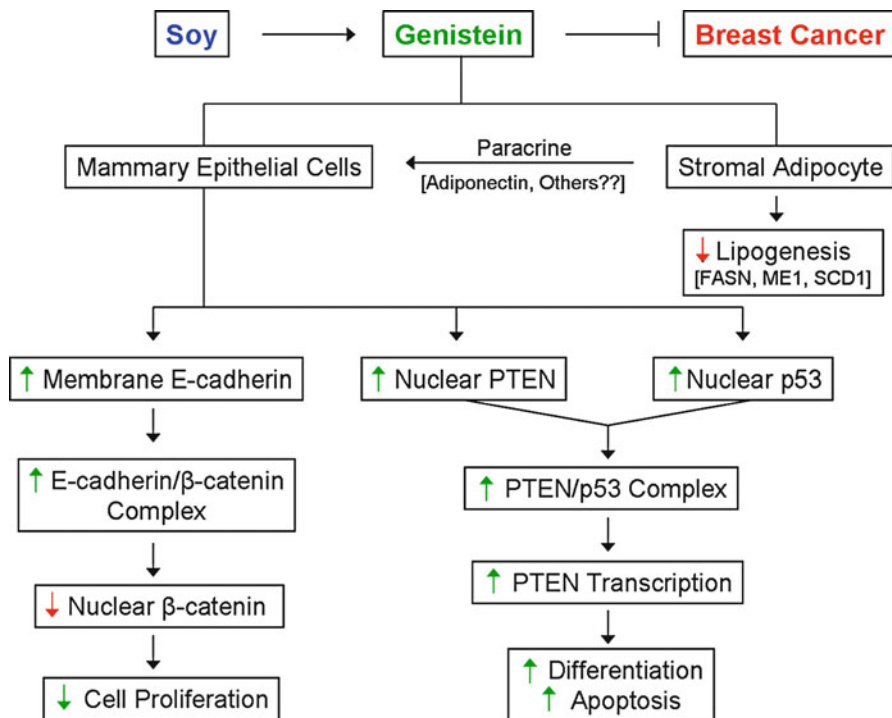 Soy
Genistein
Breast Cancer
Mammary Epithelial Cells
Paracrine
[Adiponectin, Others??]
Stromal Adipocyte
↓ Lipogenesis
[FASN, ME1, SCD1]
↑ Membrane E-cadherin
↑ Nuclear PTEN
↑ Nuclear p53
↑ E-cadherin/β-catenin
Complex
↑ PTEN/p53 Complex
↓ Nuclear β-catenin
↑ PTEN Transcription
↓ Cell Proliferation
↑ Differentiation
↑ Apoptosis